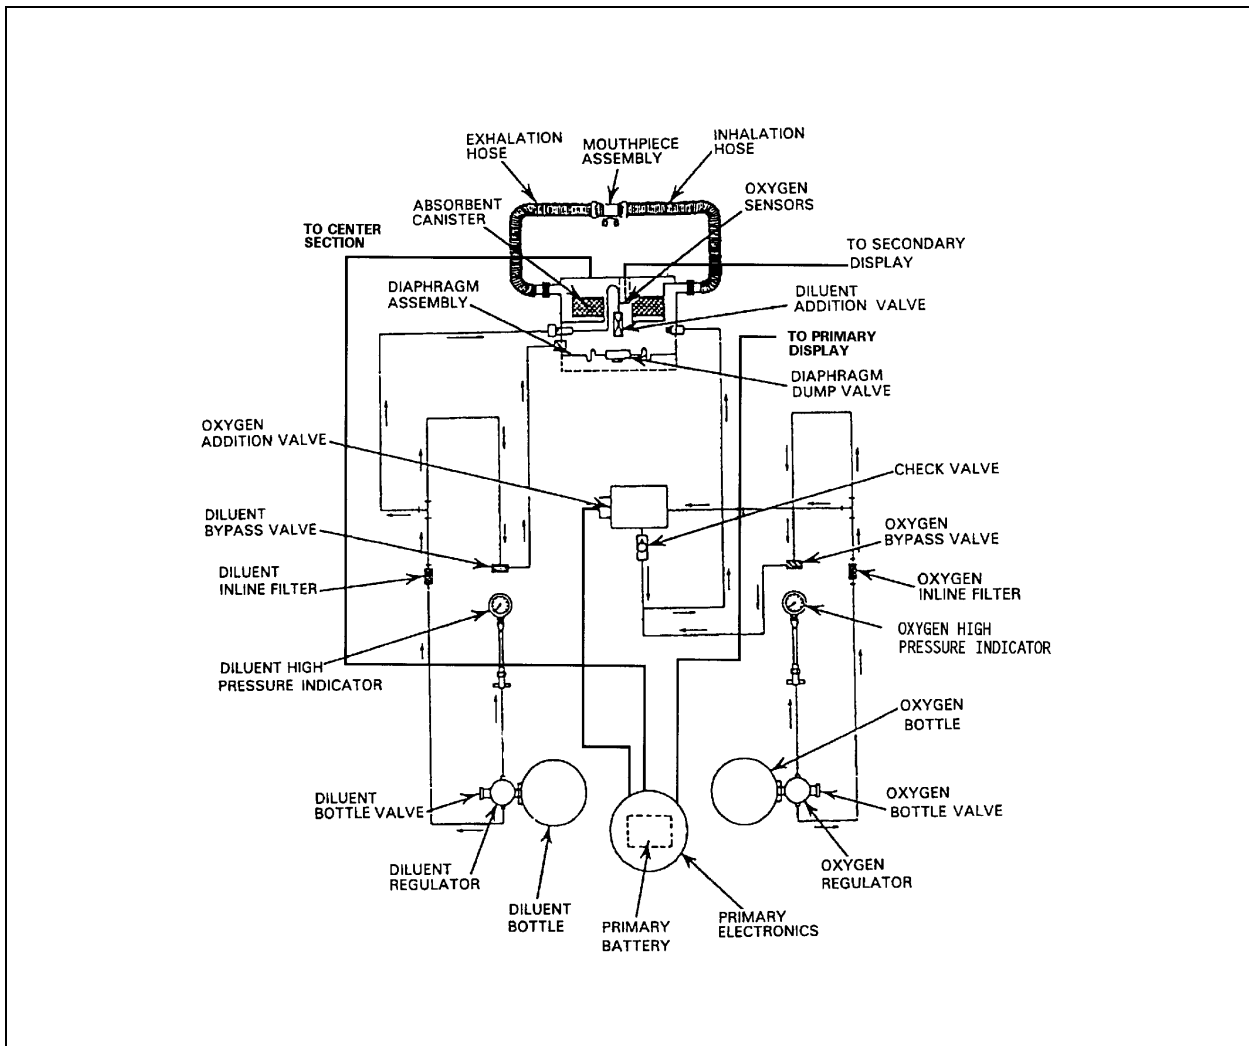 EXHALATION
HOSE
MOUTHPIECE
ASSEMBLY
INHALATION
HOSE
ABSORBENT
CANISTER
OXYGEN
SENSORS
TO CENTER
SECTION
TO SECONDARY
DISPLAY
DIAPHRAGM
ASSEMBLY
DILUENT
ADDITION VALVE
TO PRIMARY
DISPLAY
DIAPHRAGM
DUMP VALVE
OXYGEN
ADDITION VALVE
CHECK VALVE
DILUENT
BYPASS VALVE
OXYGEN
BYPASS VALVE
DILUENT
INLINE FILTER
OXYGEN
INLINE FILTER
OXYGEN HIGH
PRESSURE INDICATOR
DILUENT HIGH
PRESSURE INDICATOR
OXYGEN
BOTTLE
DILUENT
BOTTLE VALVE
OXYGEN
BOTTLE VALVE
DILUENT
REGULATOR
OXYGEN
REGULATOR
DILUENT
BOTTLE
PRIMARY
BATTERY
PRIMARY
ELECTRONICS